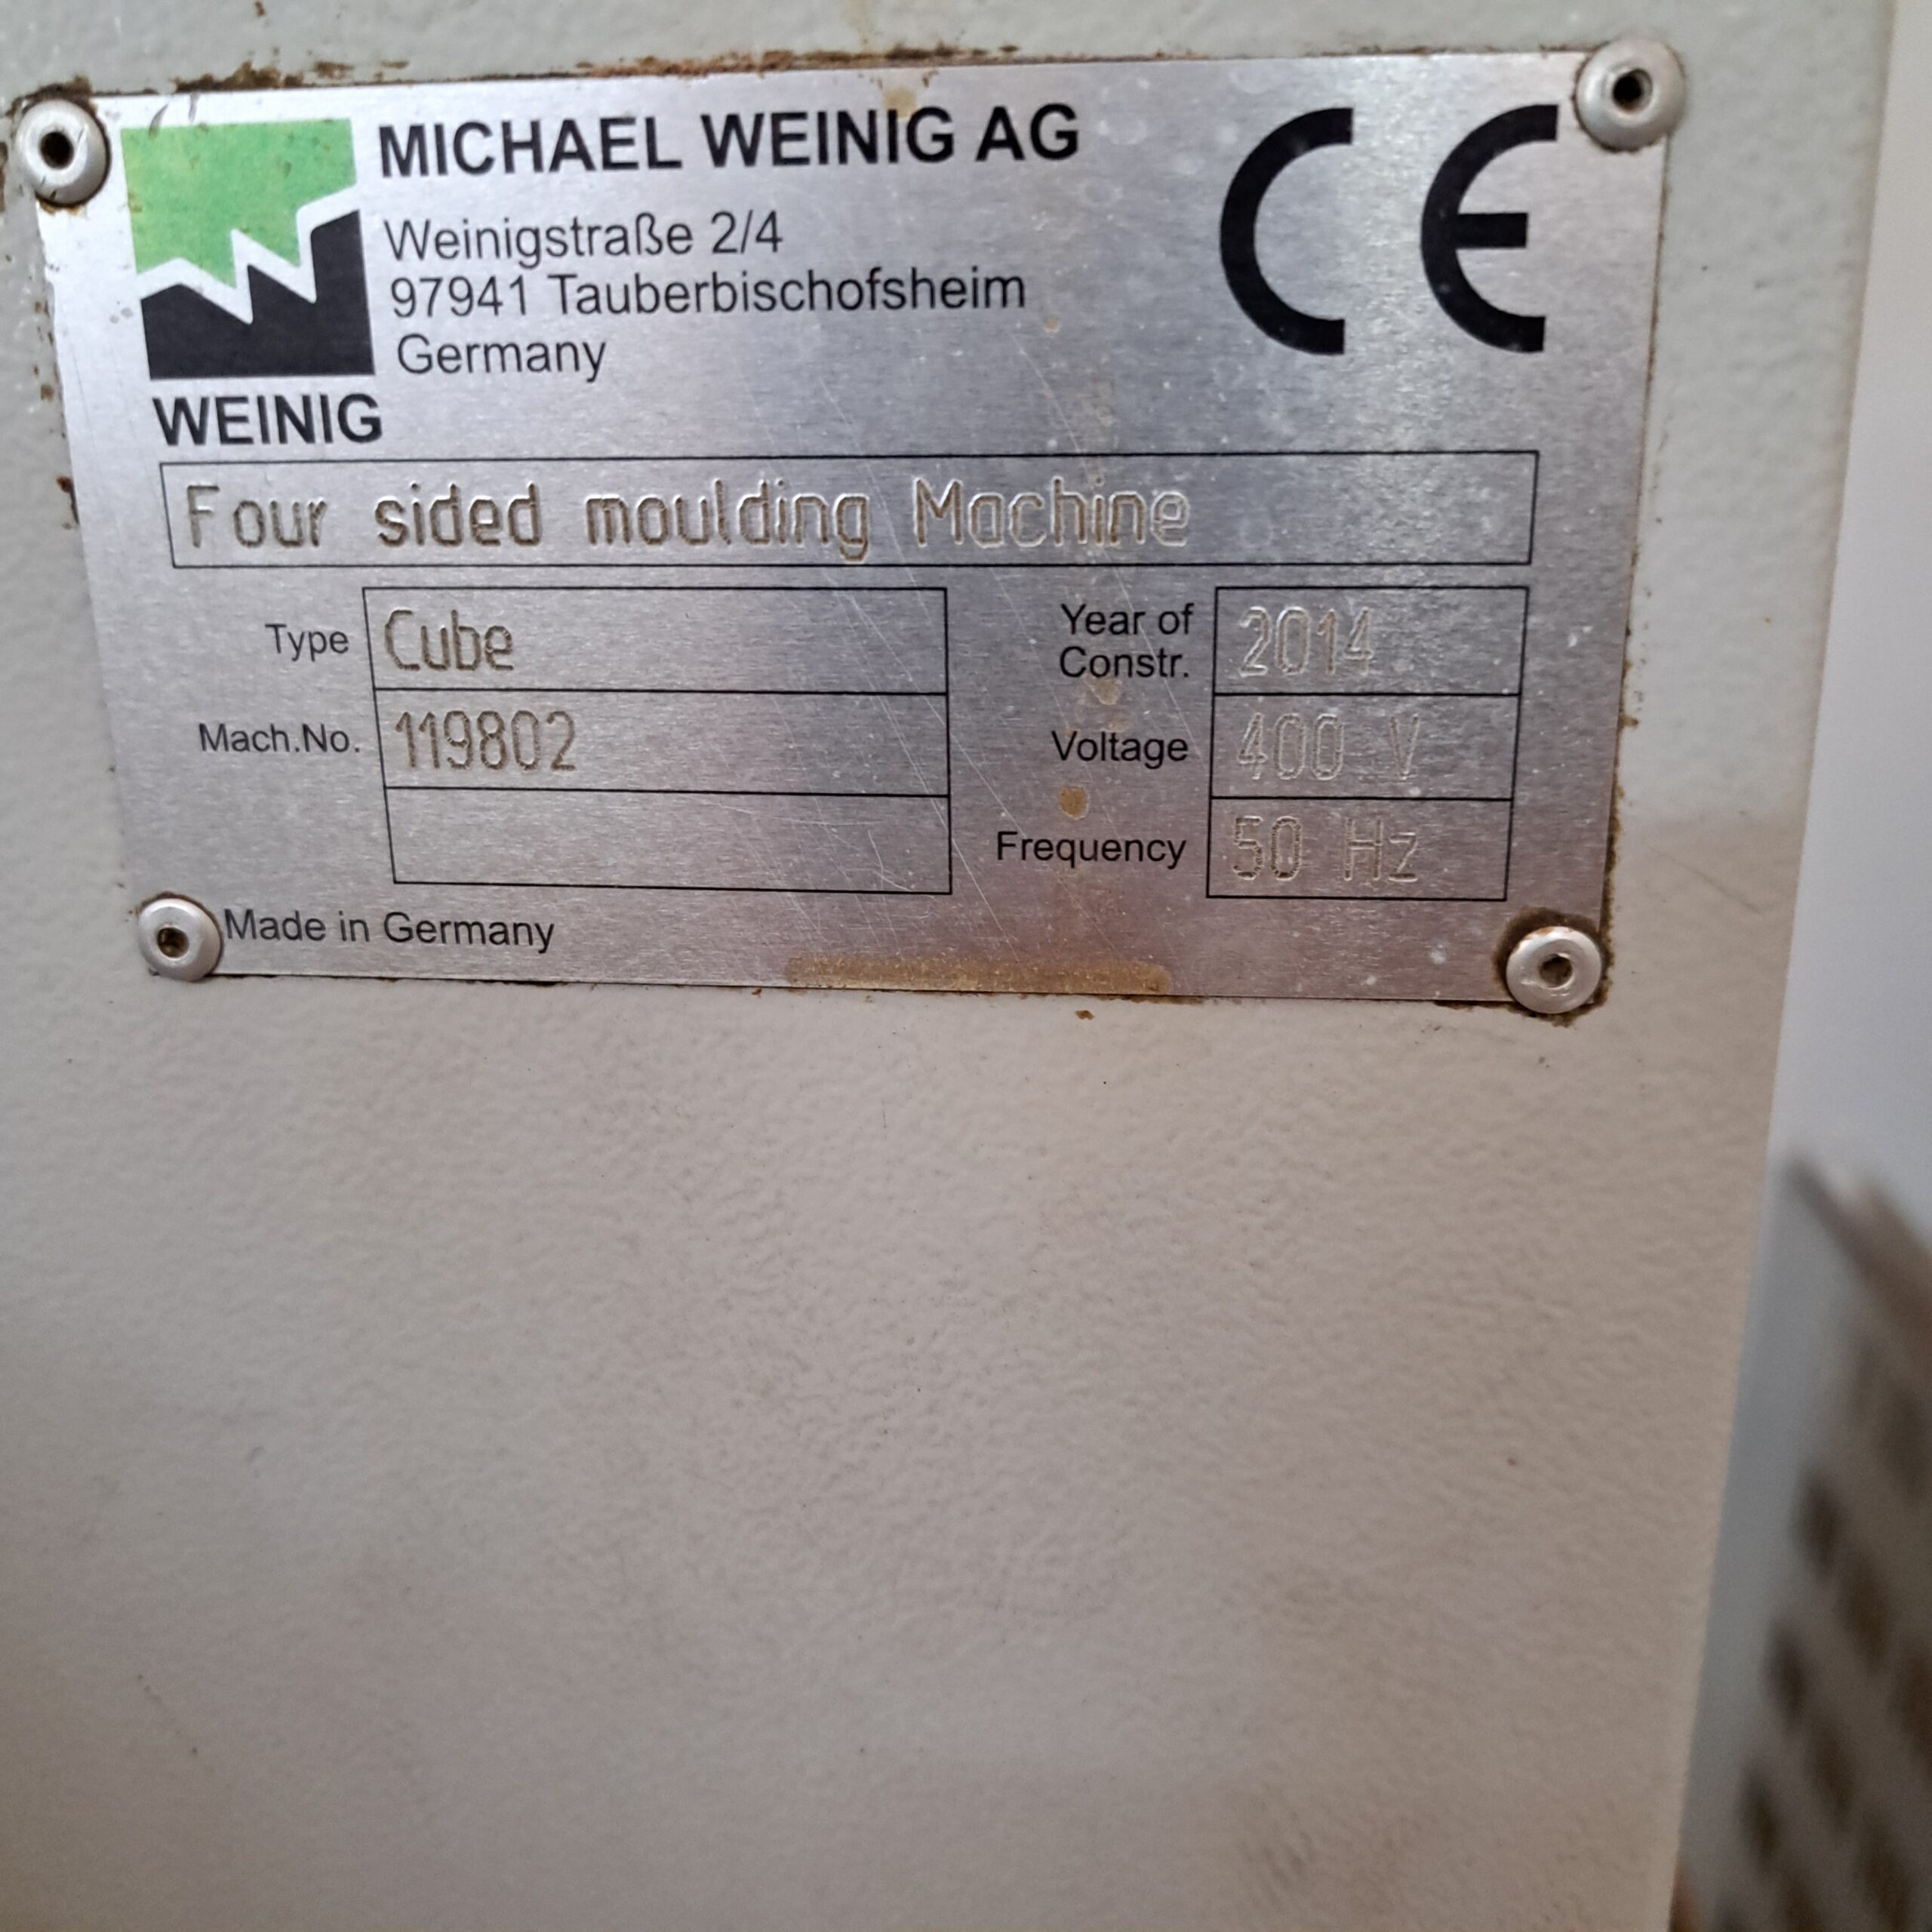 MICHAEL WEINIG AG
Weinigstraße 2/4
97941 Tauberbischofsheim
Germany
CE
WEINIG
Four sided moulding Machine
Type Cube
Mach.No. 119802
Year of Constr. 2014
Voltage 400 V
Frequency 50 Hz
Made in Germany